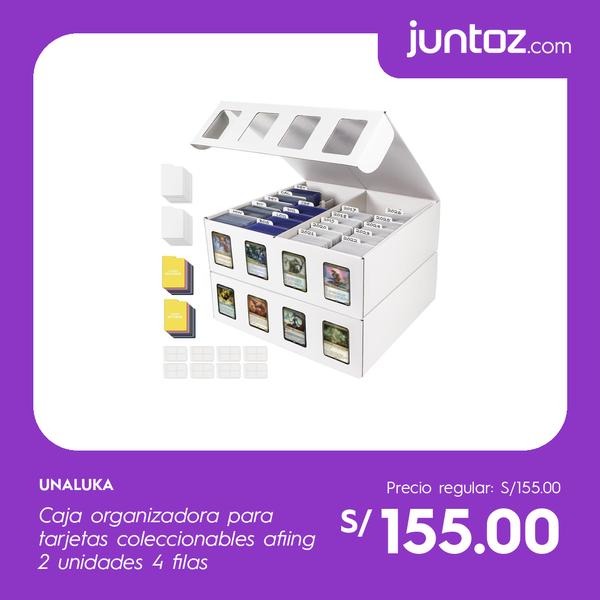 juntoz.com
UNALUKA
Caja organizadora para
tarjetas coleccionables afiing
2 unidades 4 filas
Precio regular: S/155.00
S/ 155.00